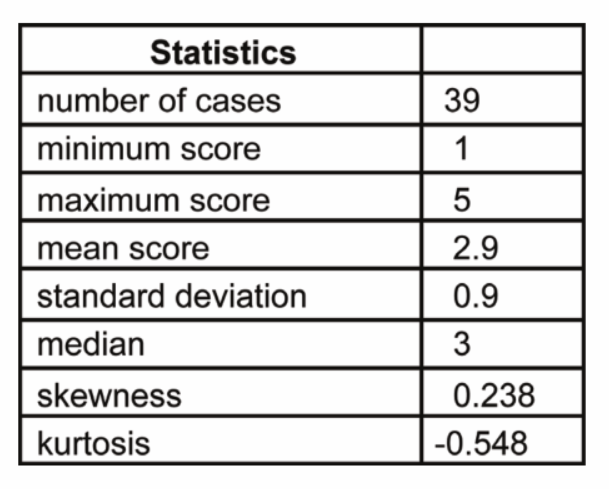 Statistics
number of cases 39
minimum score 1
maximum score 5
mean score 2.9
standard deviation 0.9
median 3
skewness 0.238
kurtosis -0.548